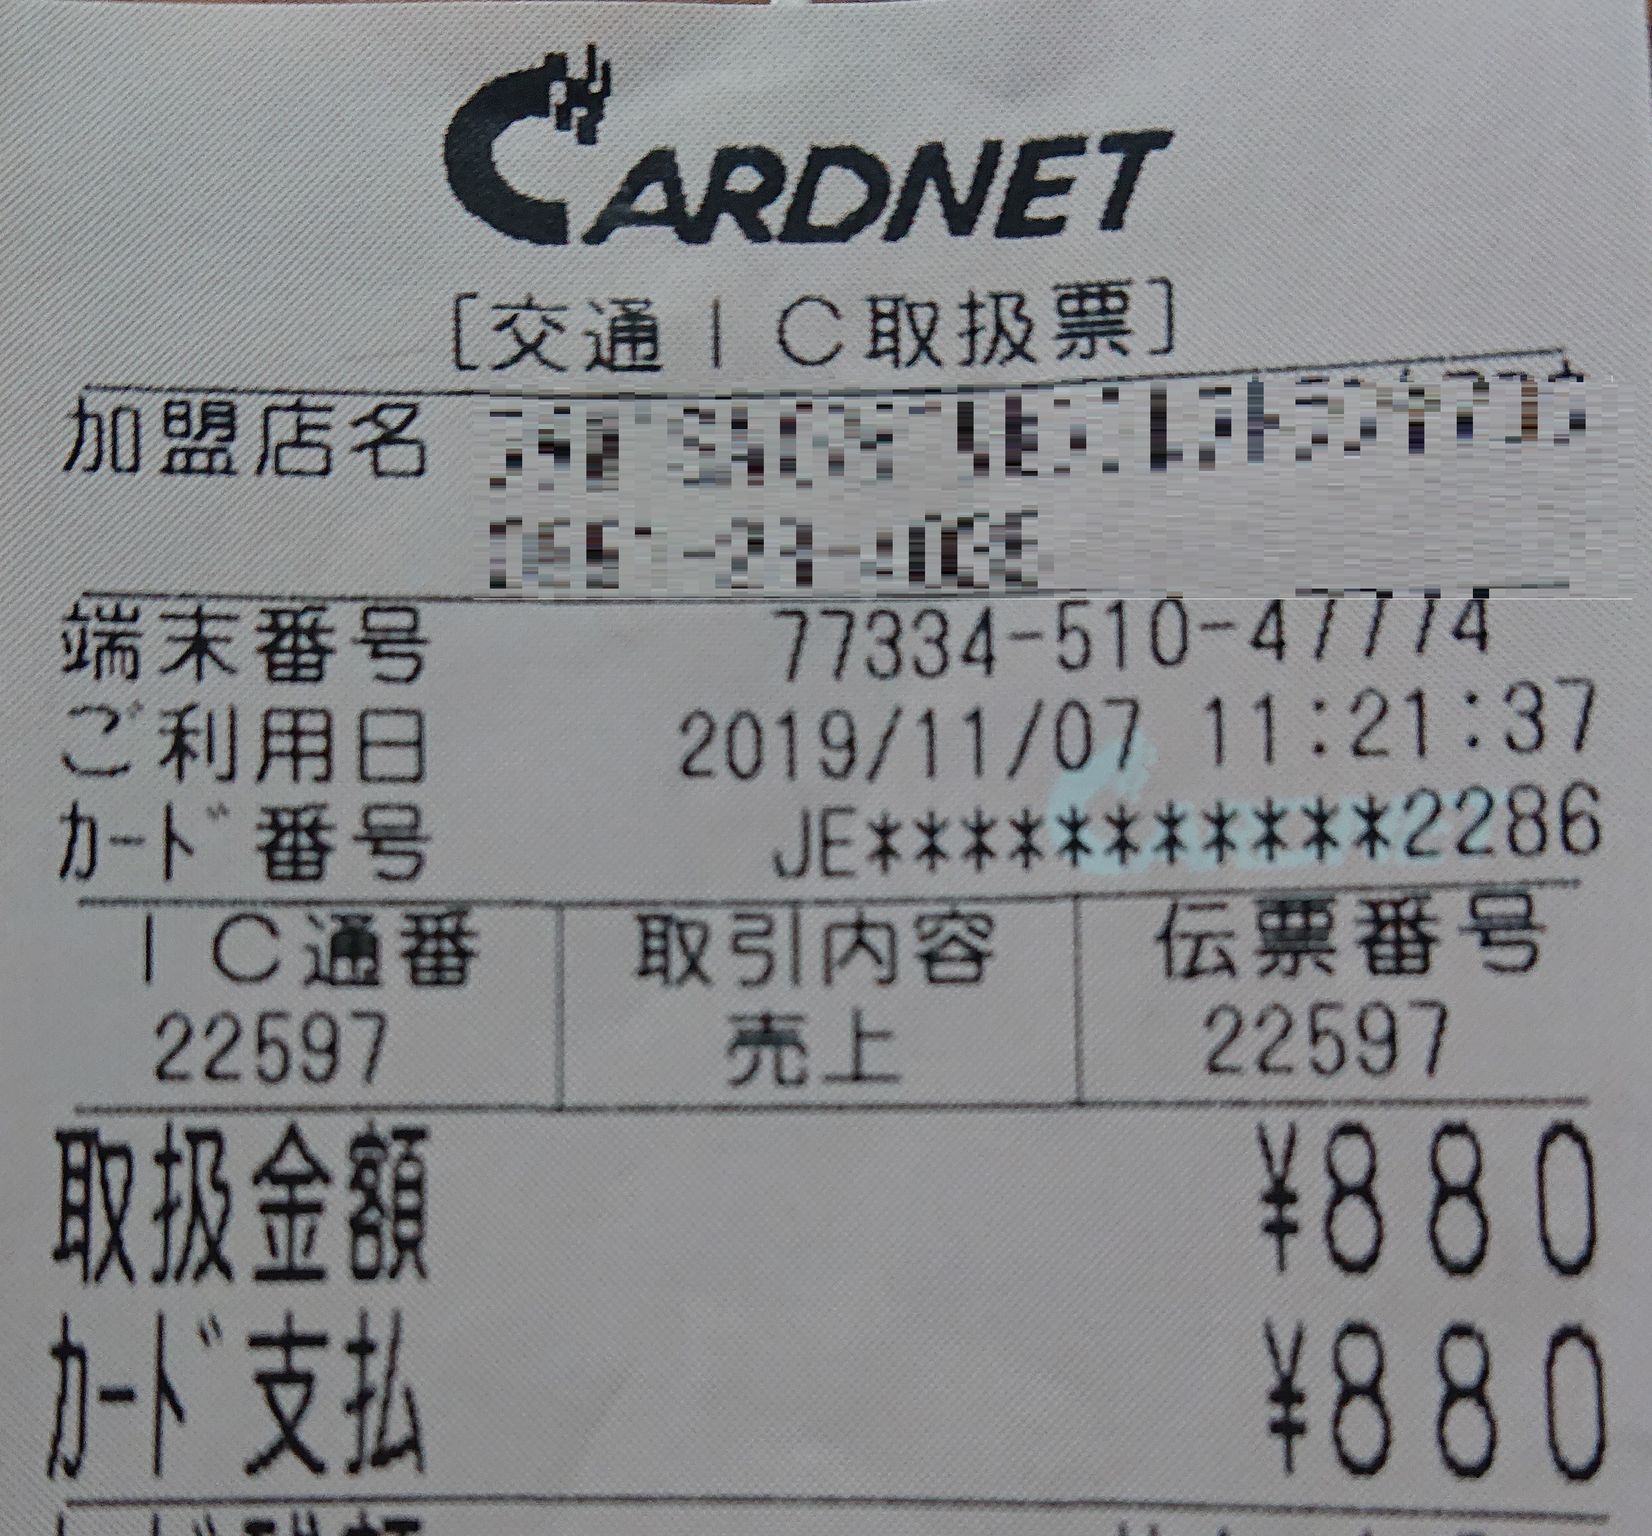 CARDNET
[交通IC取扱票]
加盟店名
端末番号 77334-510-47774
ご利用日 2019/11/07 11:21:37
カード番号 JE***********2286
IC通番 取引内容 伝票番号
22597 売上 22597
取扱金額 ¥880
カード支払 ¥880